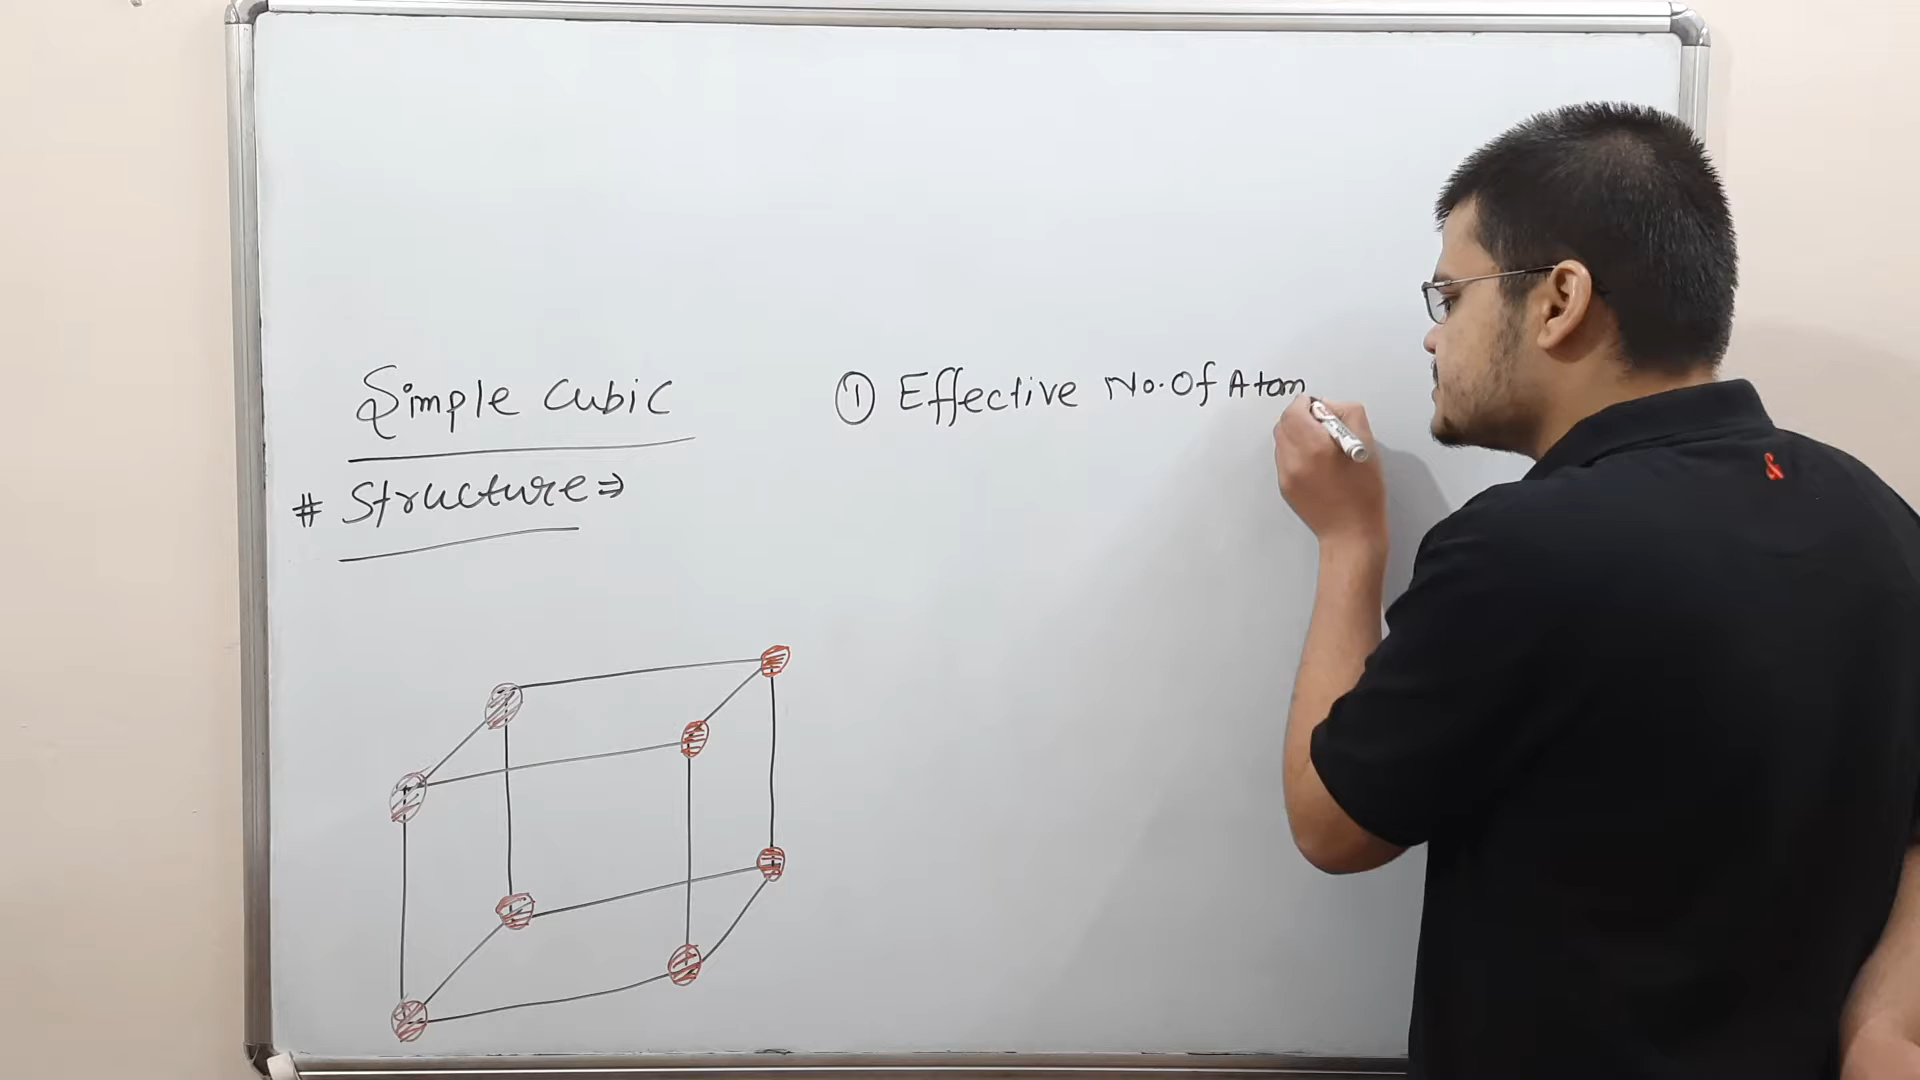 Simple Cubic
# Structure ⇒
① Effective No. Of Atom